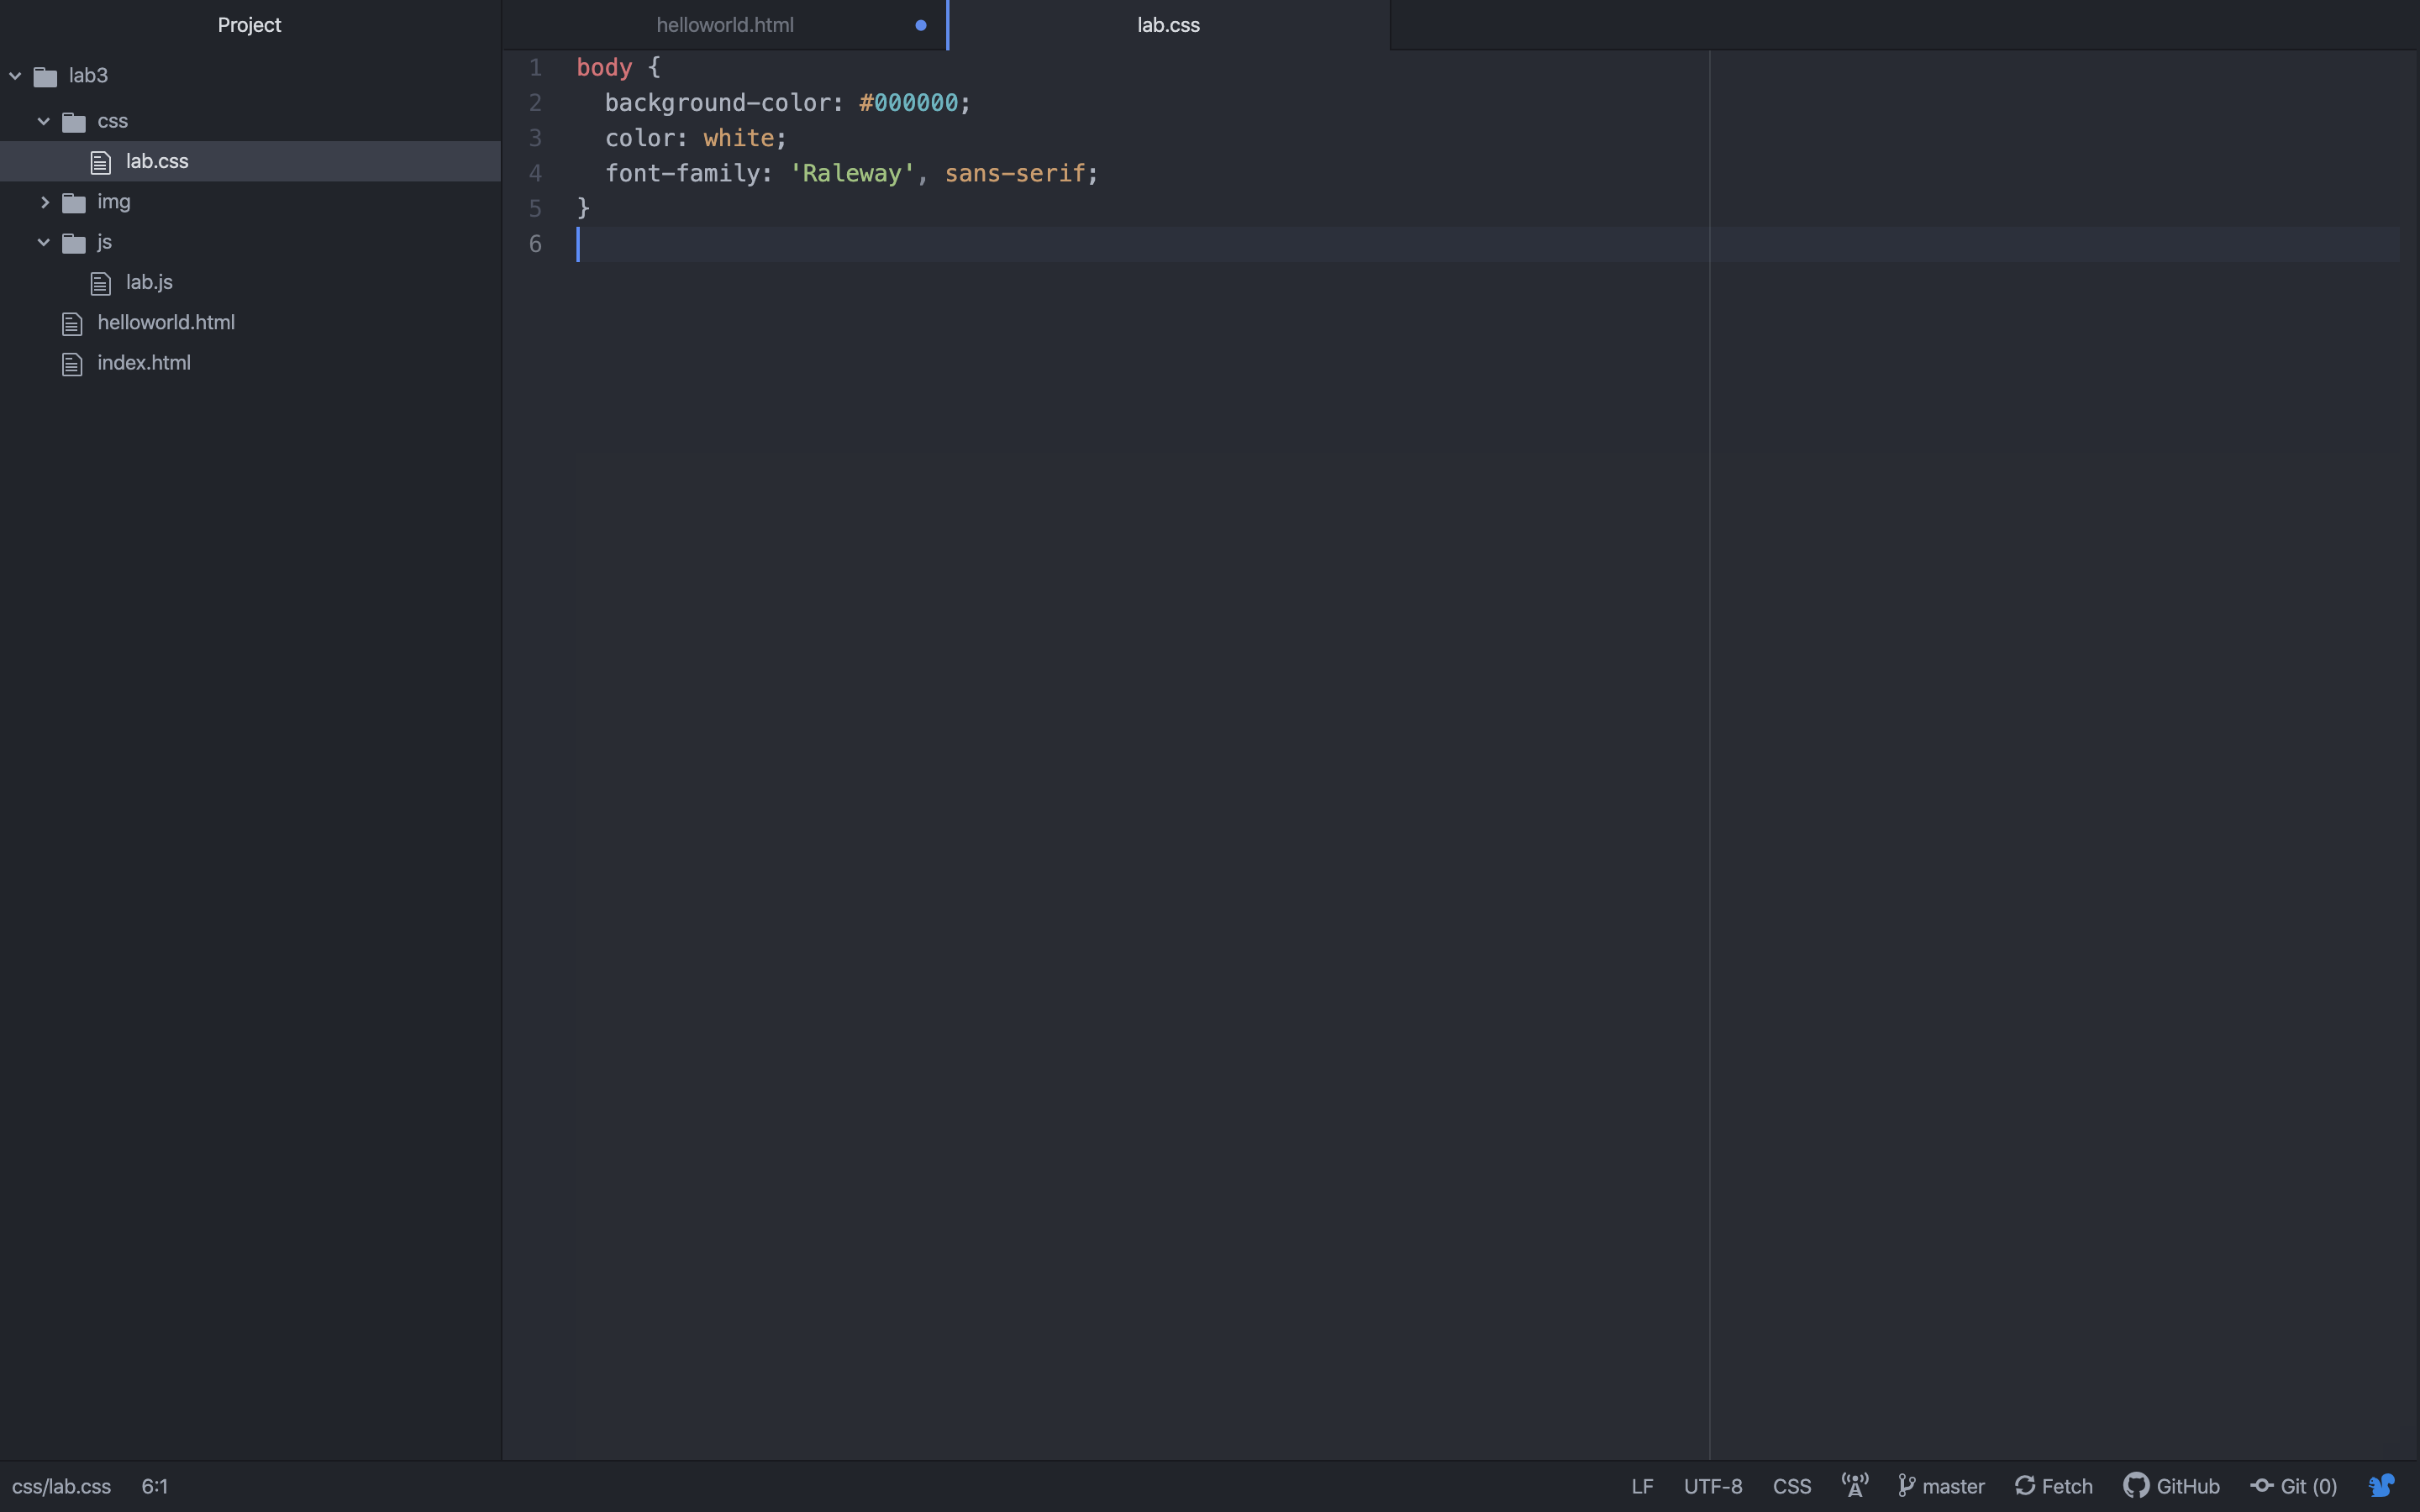 Project
lab3
css
lab.css
img
js
lab.js
helloworld.html
index.html
helloworld.html
lab.css
1 body {
2   background-color: #000000;
3   color: white;
4   font-family: 'Raleway', sans-serif;
5 }
6
css/lab.css 6:1 LF UTF-8 CSS master Fetch GitHub Git (0)